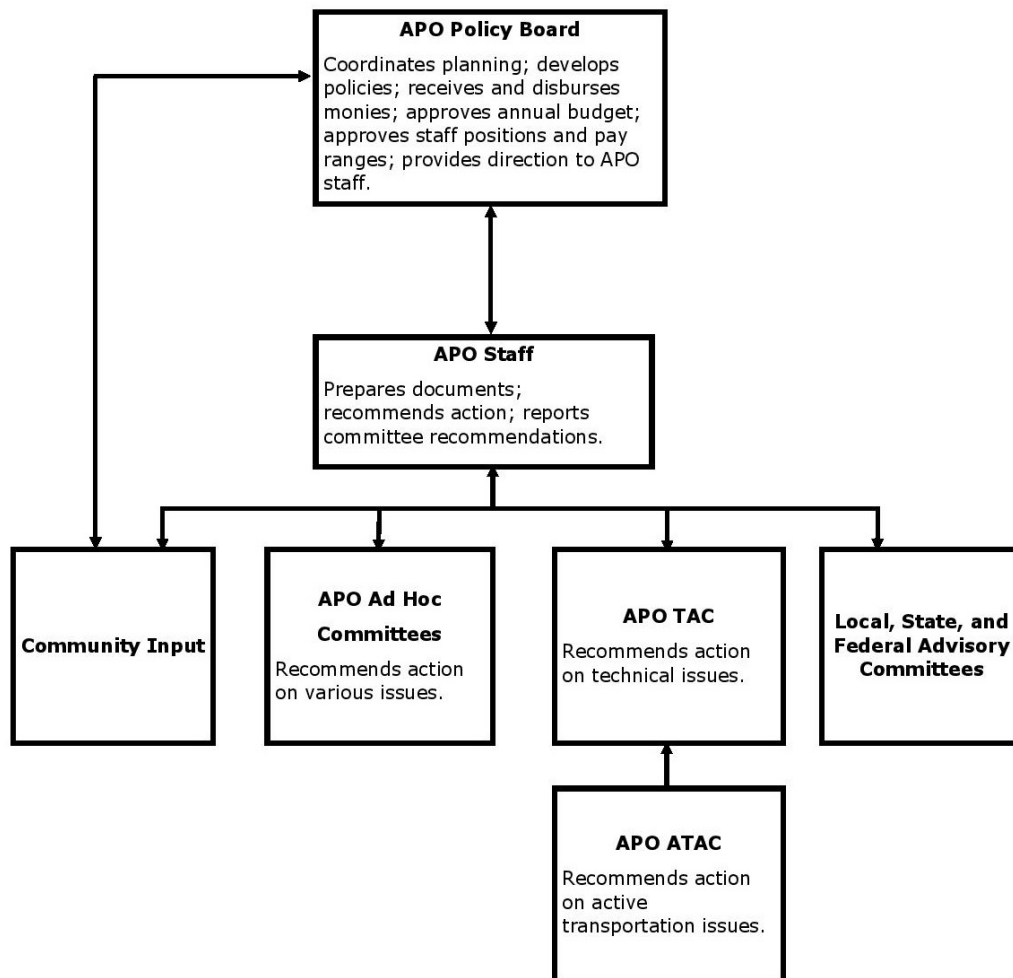 APO Policy Board
Coordinates planning; develops
policies; receives and disburses
monies; approves annual budget;
approves staff positions and pay
ranges; provides direction to APO
staff.
APO Staff
Prepares documents;
recommends action; reports
committee recommendations.
Community Input
APO Ad Hoc
Committees
Recommends action
on various issues.
APO TAC
Recommends action
on technical issues.
Local, State, and
Federal Advisory
Committees
APO ATAC
Recommends action
on active
transportation issues.